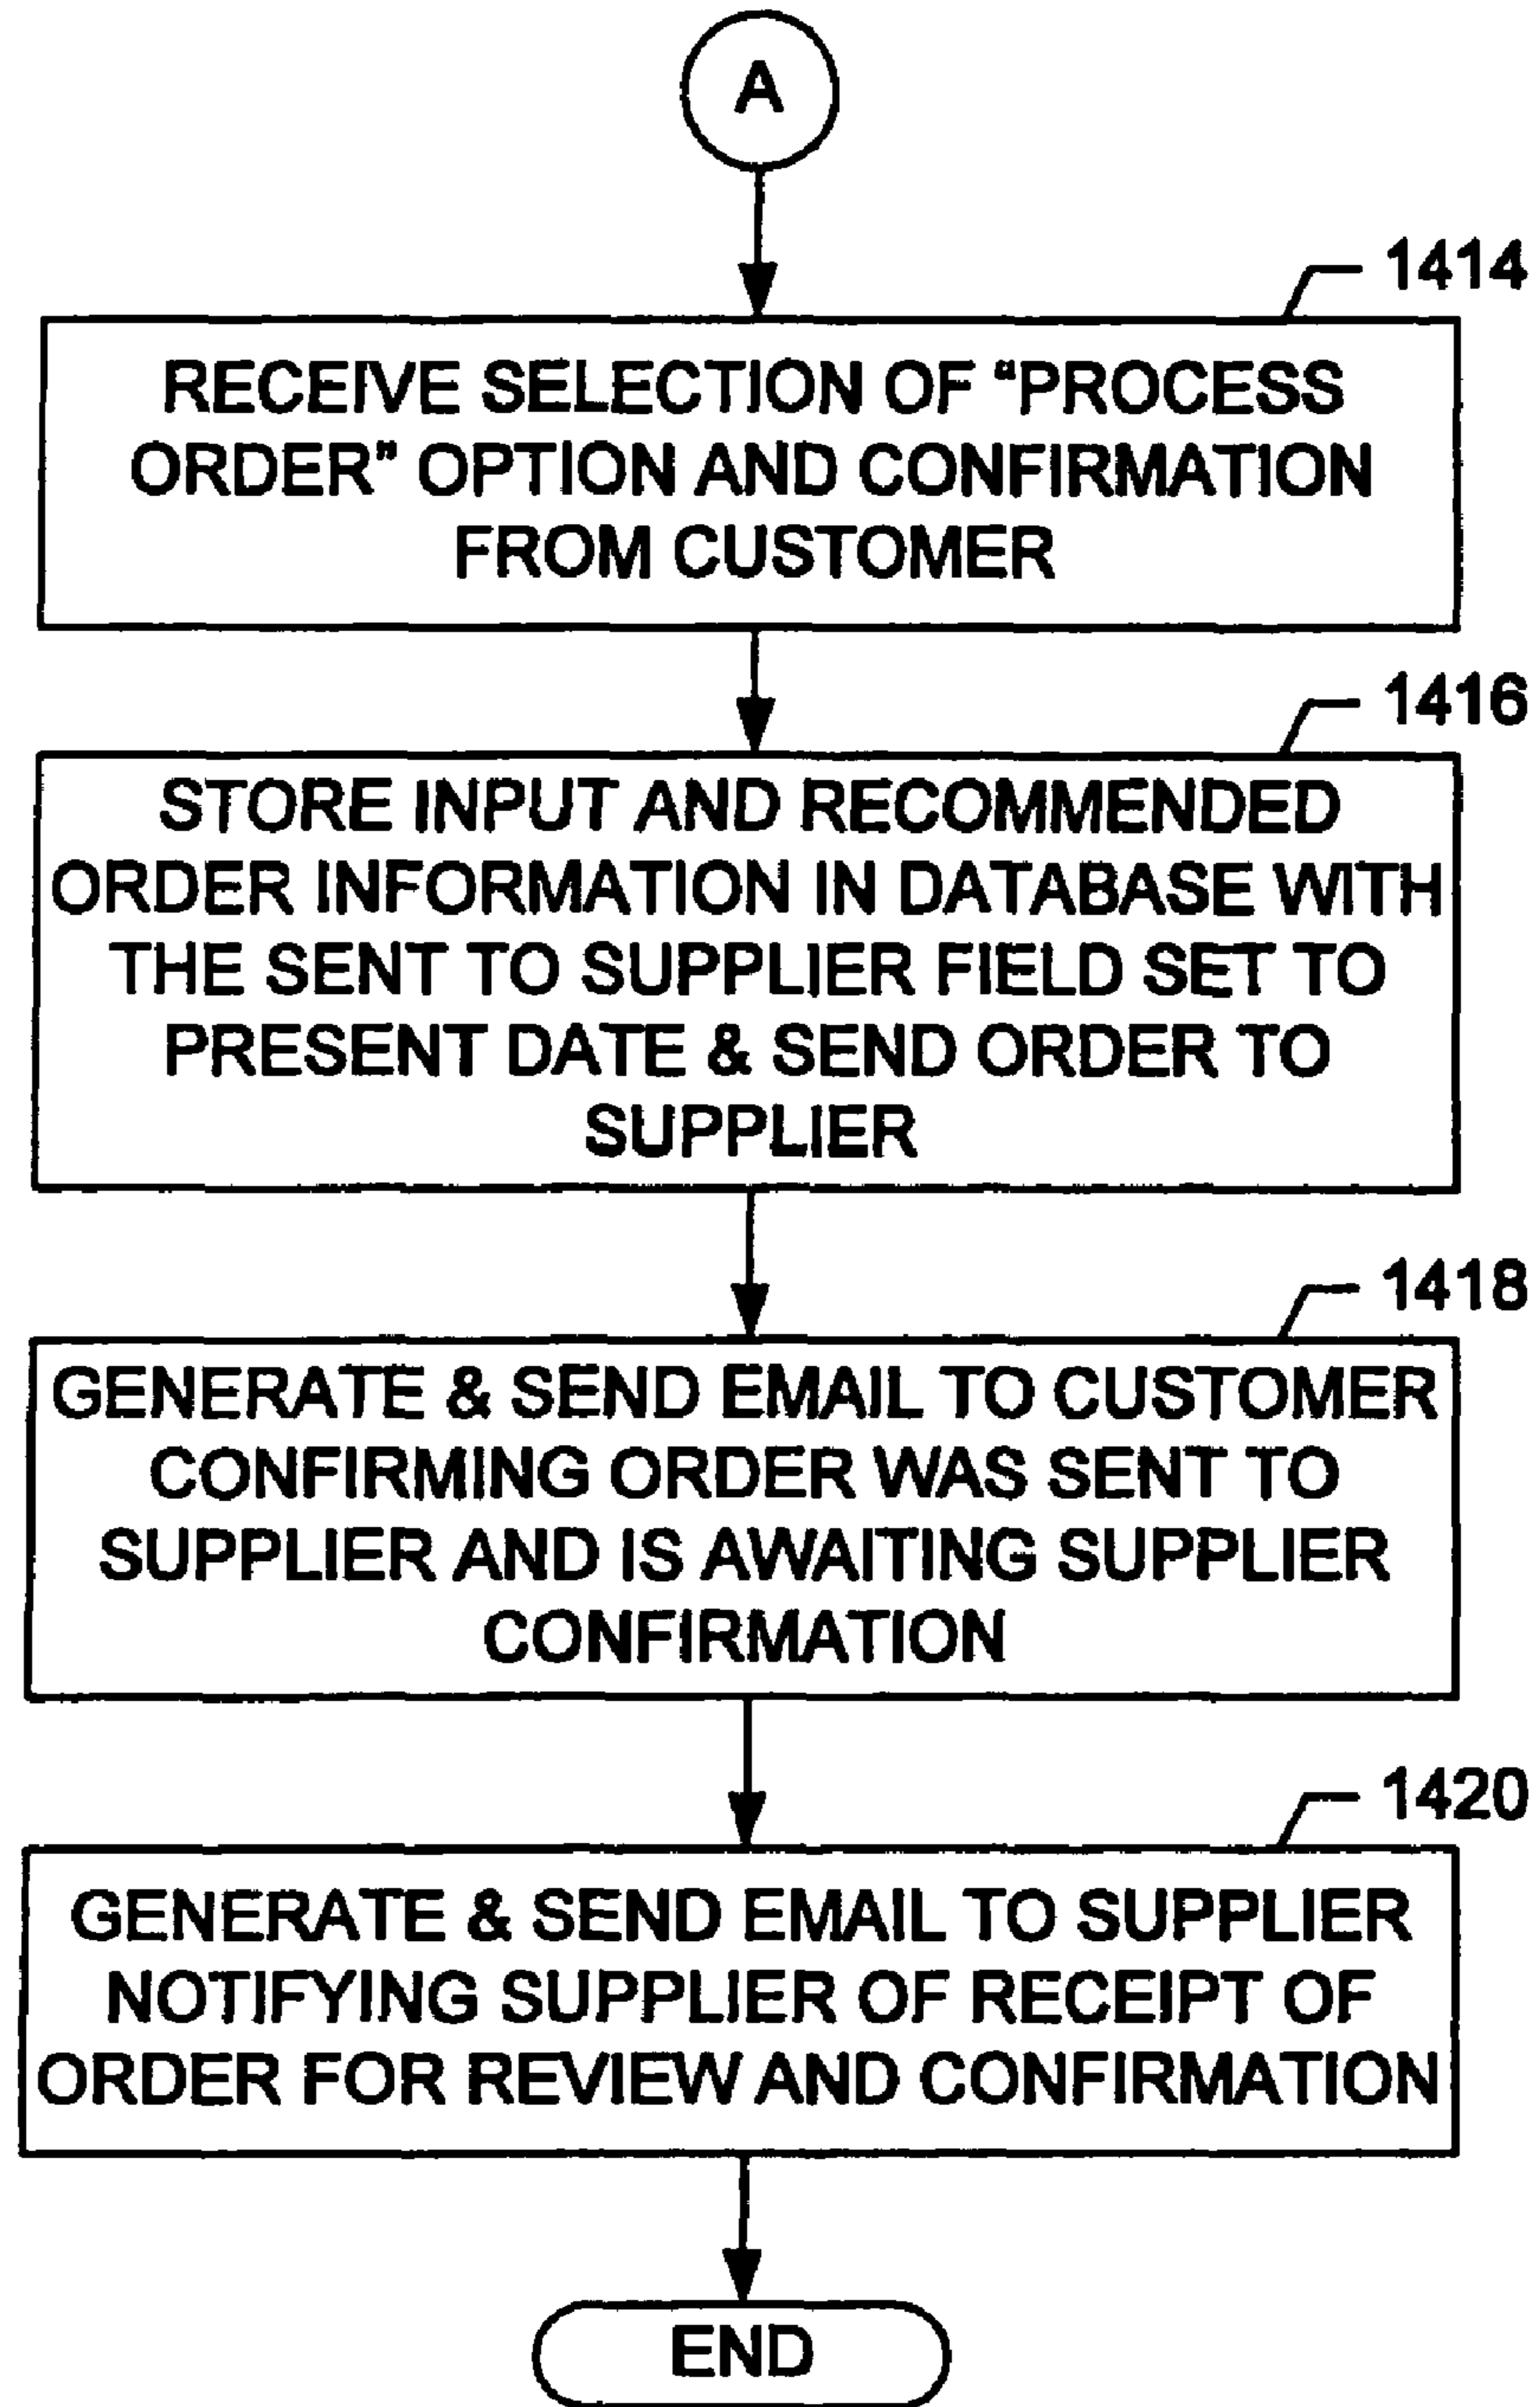 A
1414
RECEIVE SELECTION OF “PROCESS
ORDER” OPTION AND CONFIRMATION
FROM CUSTOMER
1416
STORE INPUT AND RECOMMENDED
ORDER INFORMATION IN DATABASE WITH
THE SENT TO SUPPLIER FIELD SET TO
PRESENT DATE & SEND ORDER TO
SUPPLIER
1418
GENERATE & SEND EMAIL TO CUSTOMER
CONFIRMING ORDER WAS SENT TO
SUPPLIER AND IS AWAITING SUPPLIER
CONFIRMATION
1420
GENERATE & SEND EMAIL TO SUPPLIER
NOTIFYING SUPPLIER OF RECEIPT OF
ORDER FOR REVIEW AND CONFIRMATION
END